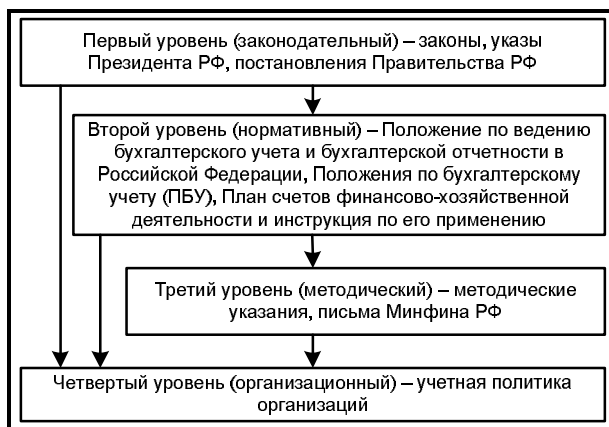 Первый уровень (законодательный) – законы, указы
Президента РФ, постановления Правительства РФ
Второй уровень (нормативный) – Положение по ведению
бухгалтерского учета и бухгалтерской отчетности в
Российской Федерации, Положения по бухгалтерскому
учету (ПБУ), План счетов финансово-хозяйственной
деятельности и инструкция по его применению
Третий уровень (методический) – методические
указания, письма Минфина РФ
Четвертый уровень (организационный) – учетная политика
организаций